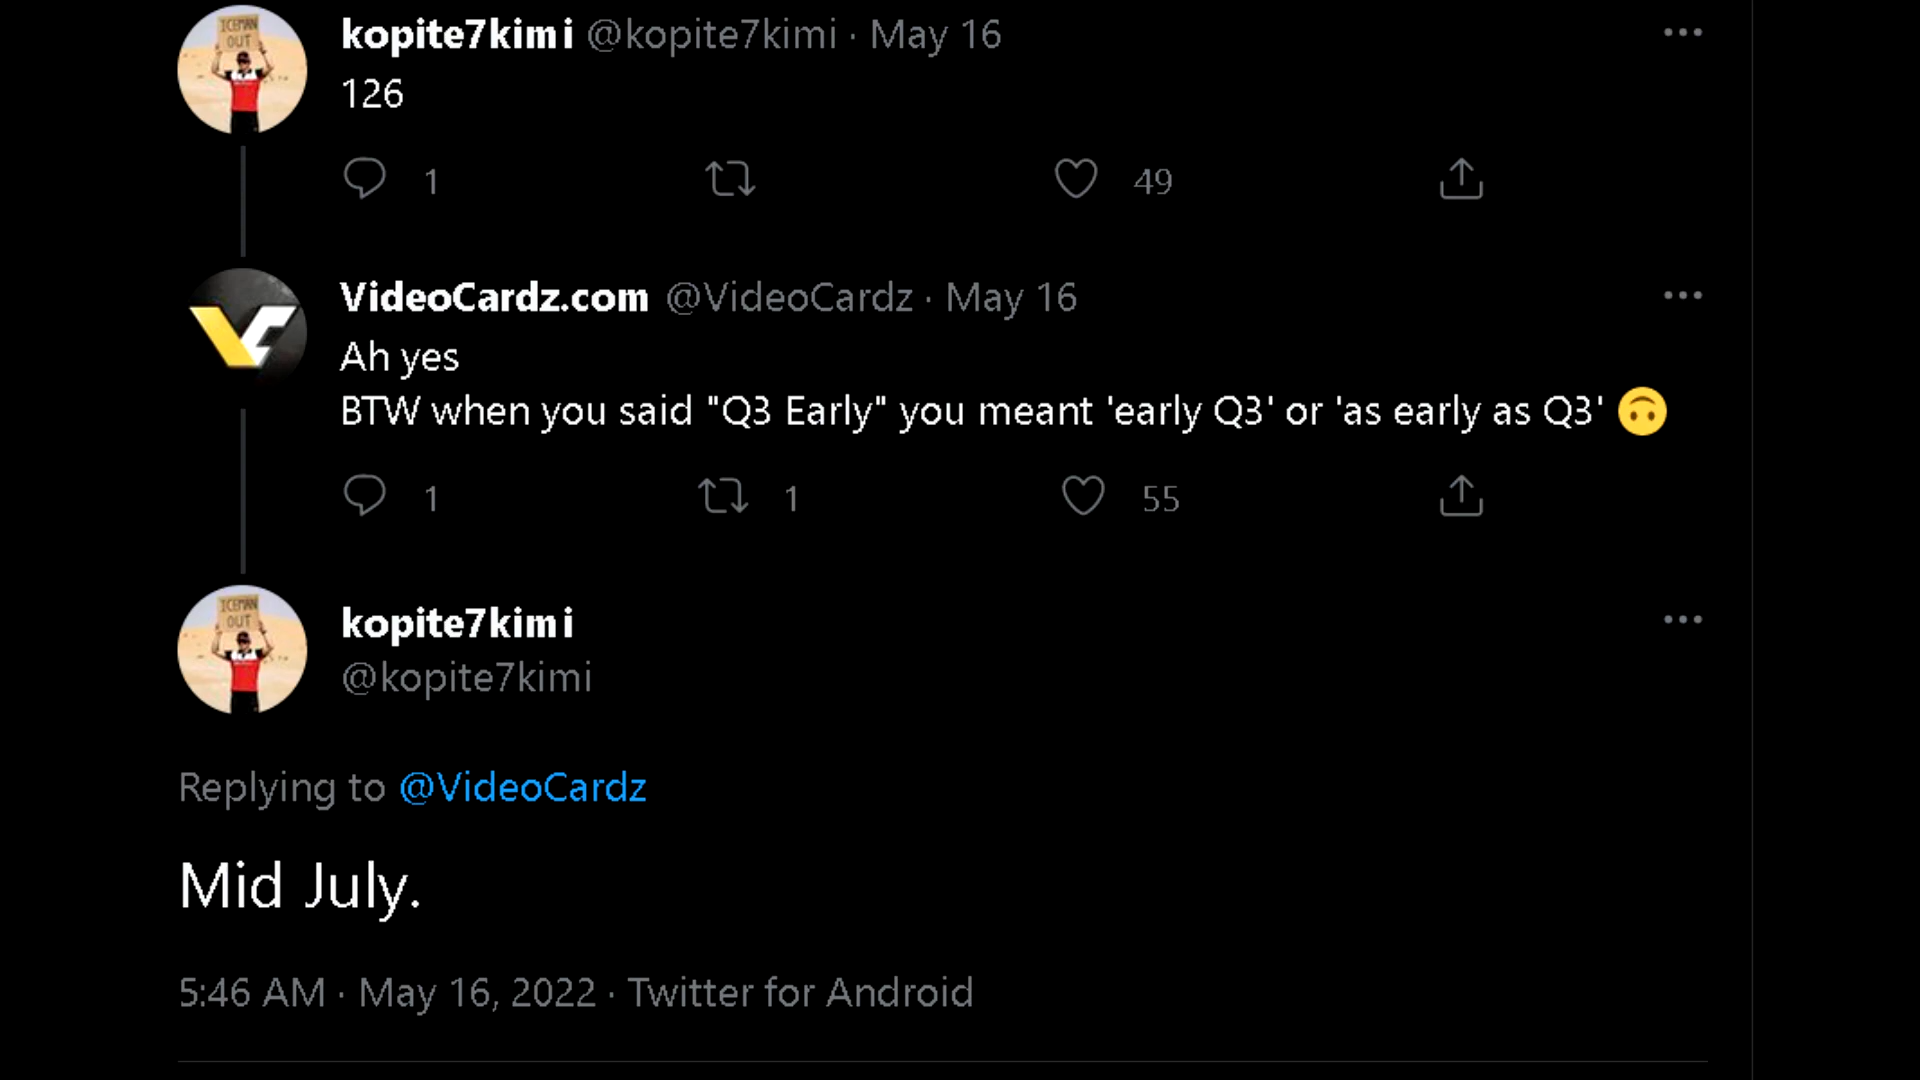 kopite7kimi @kopite7kimi · May 16
126
1 49
VideoCardz.com @VideoCardz · May 16
Ah yes
BTW when you said "Q3 Early" you meant 'early Q3' or 'as early as Q3' 🙃
1 1 55
ICEMAN
OUT
kopite7kimi
@kopite7kimi
Replying to @VideoCardz
Mid July.
5:46 AM · May 16, 2022 · Twitter for Android